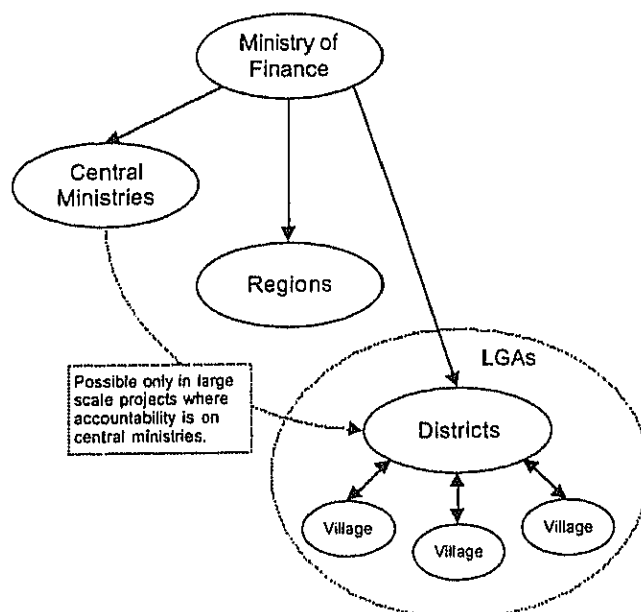 Ministry of
Finance
Central
Ministries
Regions
LGAs
Possible only in large
scale projects where
accountability is on
central ministries.
Districts
Village
Village
Village